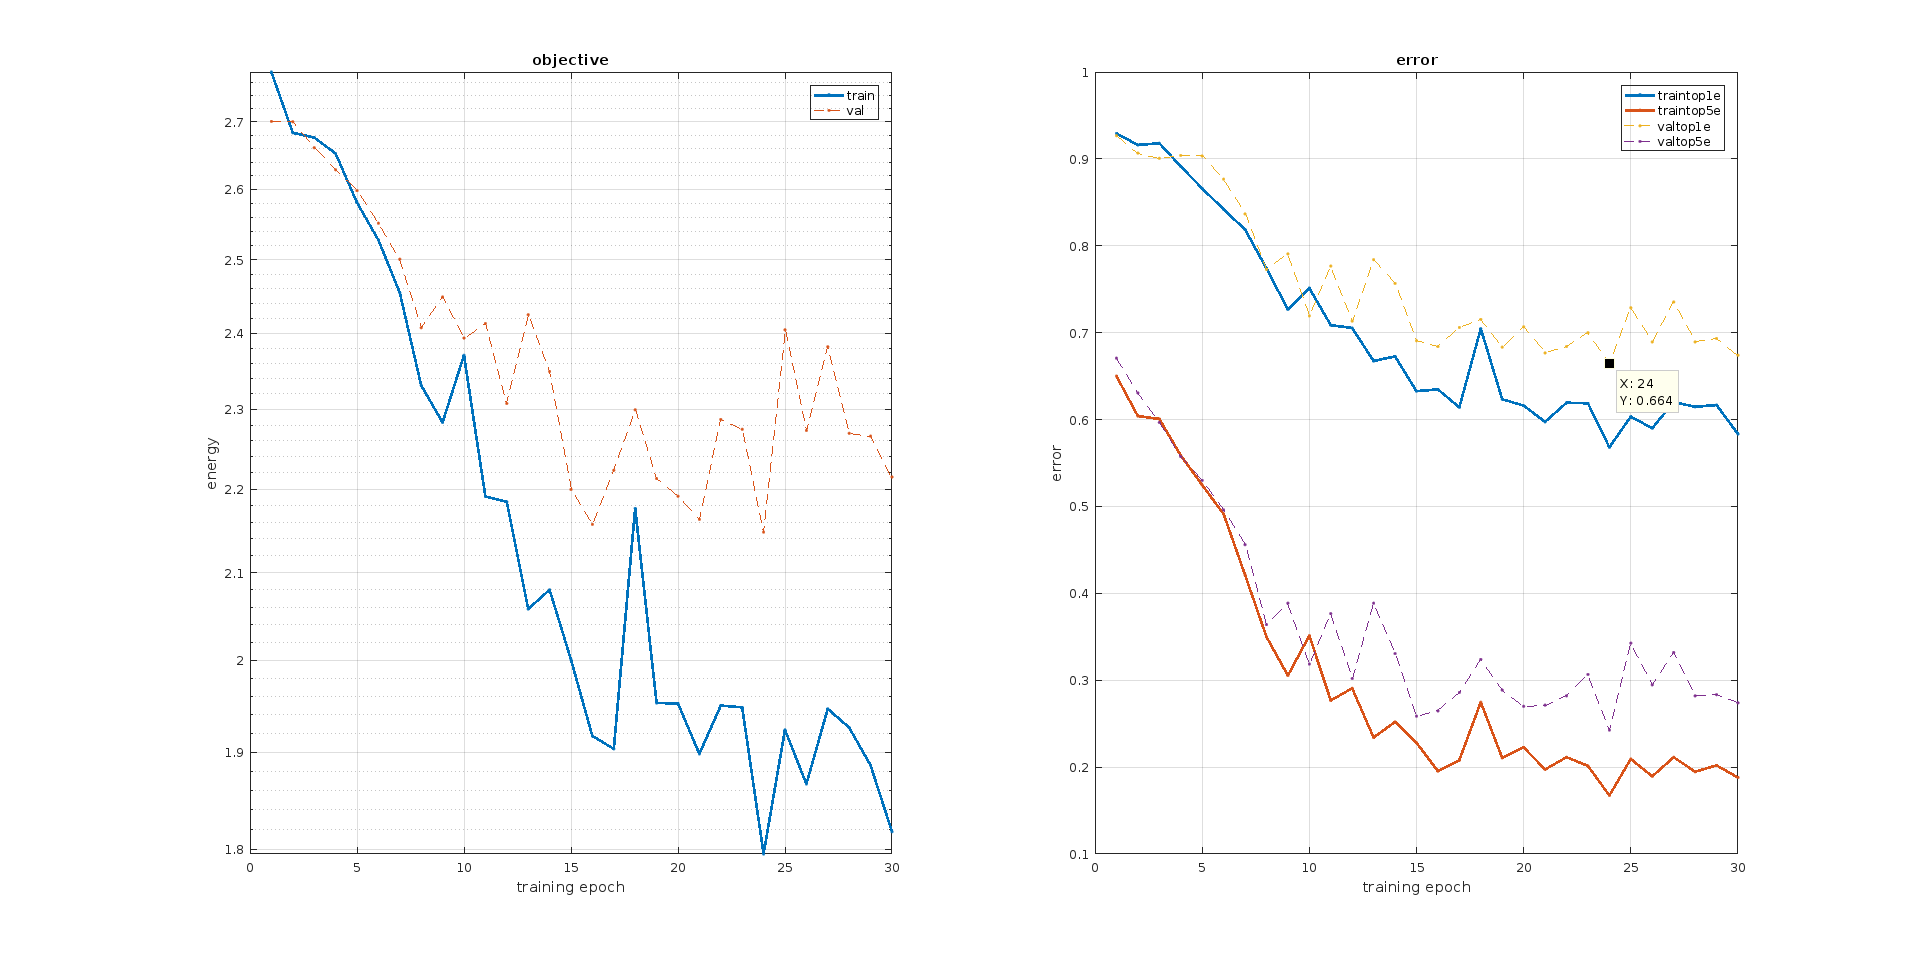 objective
train
val
2.7
2.6
2.5
2.4
2.3
2.2
2.1
2
1.9
1.8
energy
0 5 10 15 20 25 30
training epoch
error
traintop1e
traintop5e
valtop1e
valtop5e
1
0.9
0.8
0.7
0.6
0.5
0.4
0.3
0.2
0.1
error
X: 24
Y: 0.664
0 5 10 15 20 25 30
training epoch